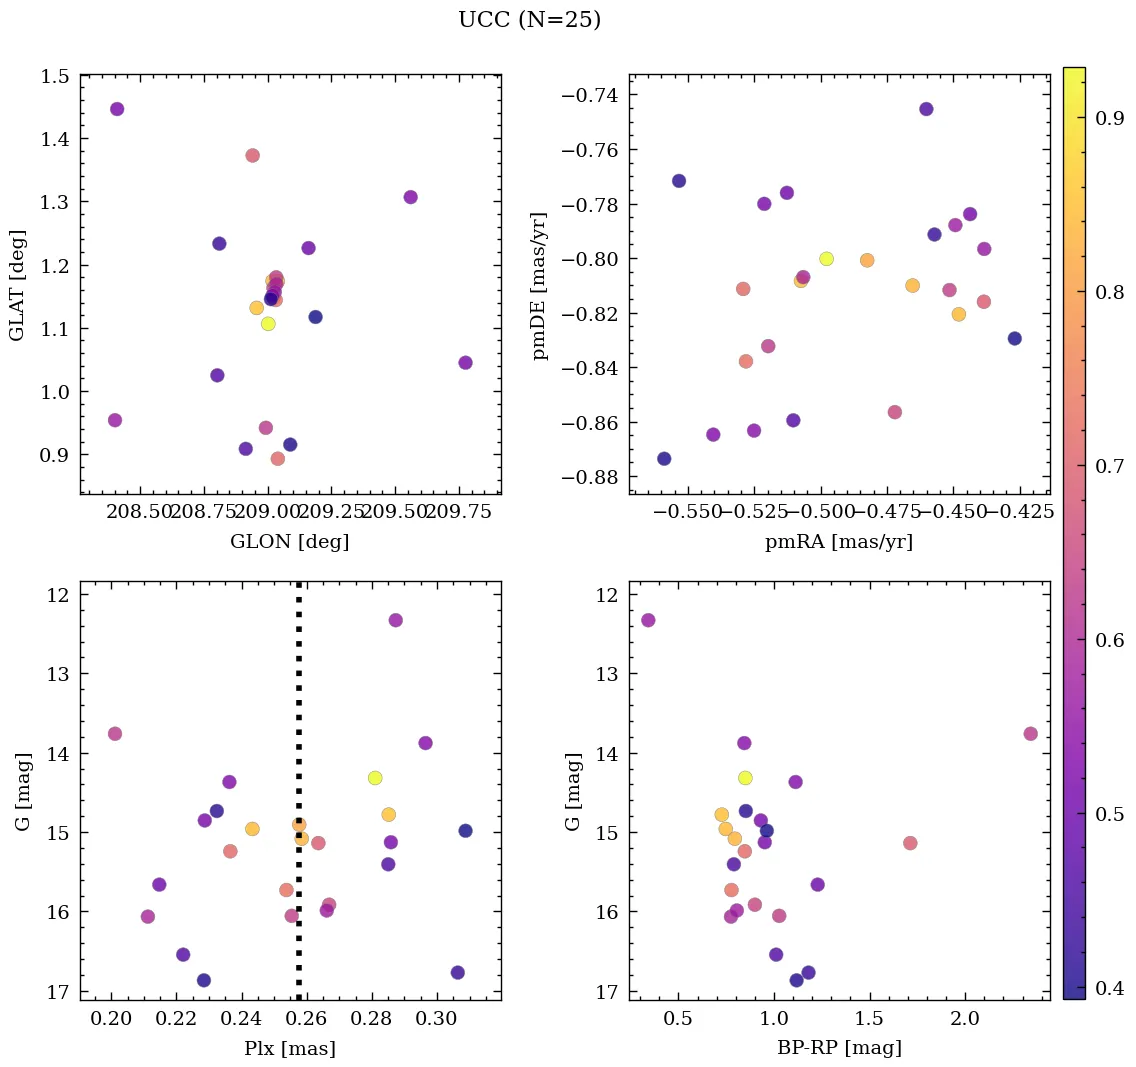 UCC (N=25)
1.5
1.4
1.3
1.2
1.1
1.0
0.9
GLAT [deg]
208.50 208.75 209.00 209.25 209.50 209.75
GLON [deg]
−0.74
−0.76
−0.78
−0.80
−0.82
−0.84
−0.86
−0.88
pmDE [mas/yr]
−0.550 −0.525 −0.500 −0.475 −0.450 −0.425
pmRA [mas/yr]
0.9
0.8
0.7
0.6
0.5
0.4
12
13
14
15
16
17
G [mag]
0.20 0.22 0.24 0.26 0.28 0.30
Plx [mas]
12
13
14
15
16
17
G [mag]
0.5 1.0 1.5 2.0
BP-RP [mag]